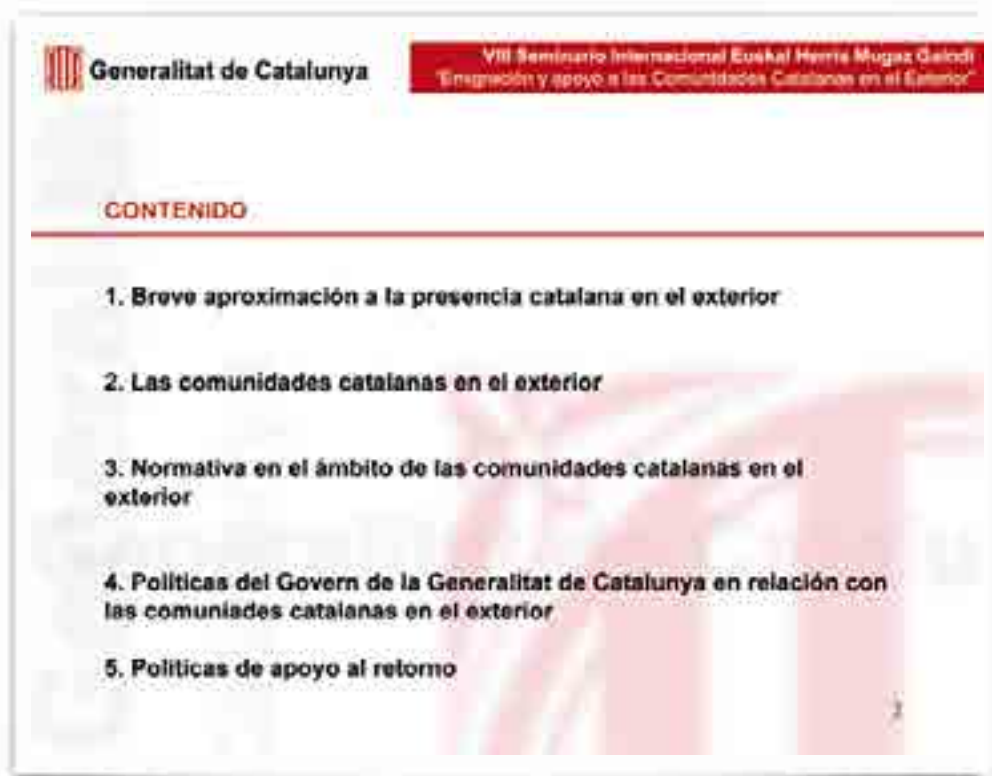 Generalitat de Catalunya
VIII Seminario Internacional Euskal Herria Mugaz Gaindi
"Emigración y apoyo a las Comunidades Catalanas en el Exterior"
CONTENIDO
1. Breve aproximación a la presencia catalana en el exterior
2. Las comunidades catalanas en el exterior
3. Normativa en el ámbito de las comunidades catalanas en el
exterior
4. Políticas del Govern de la Generalitat de Catalunya en relación con
las comuniades catalanas en el exterior
5. Políticas de apoyo al retorno